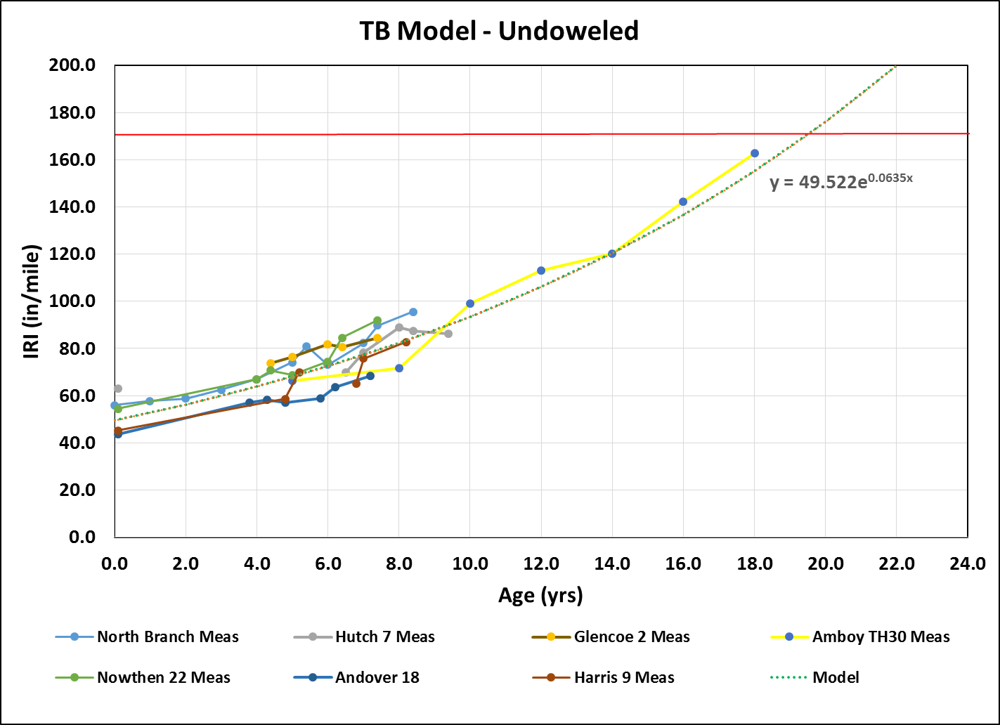 TB Model - Undoweled
200.0
180.0
160.0
140.0
120.0
100.0
80.0
60.0
40.0
20.0
0.0
IRI (in/mile)
y = 49.522e^0.0635x
0.0 2.0 4.0 6.0 8.0 10.0 12.0 14.0 16.0 18.0 20.0 22.0 24.0
Age (yrs)
North Branch Meas Hutch 7 Meas Glencoe 2 Meas Amboy TH30 Meas
Nowthen 22 Meas Andover 18 Harris 9 Meas Model